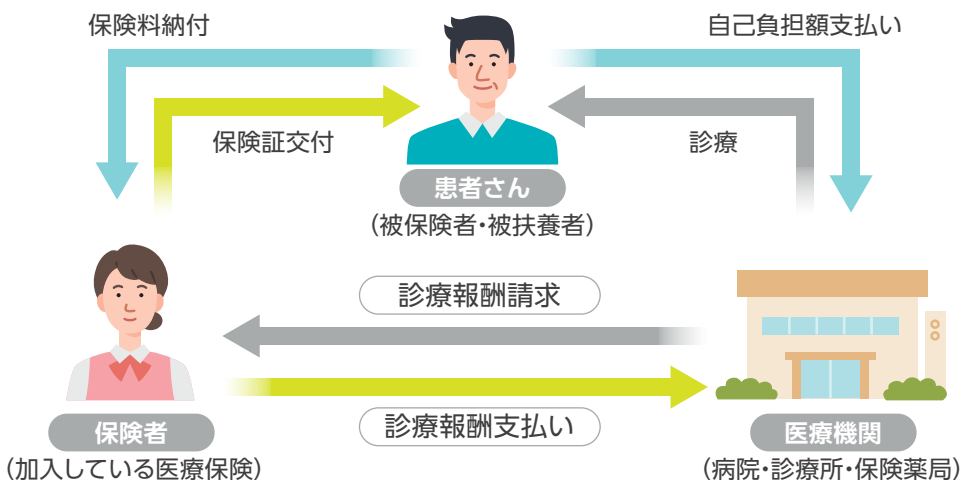 保険料納付
自己負担額支払い
保険証交付
診療
患者さん
（被保険者・被扶養者）
診療報酬請求
診療報酬支払い
保険者
（加入している医療保険）
医療機関
（病院・診療所・保険薬局）